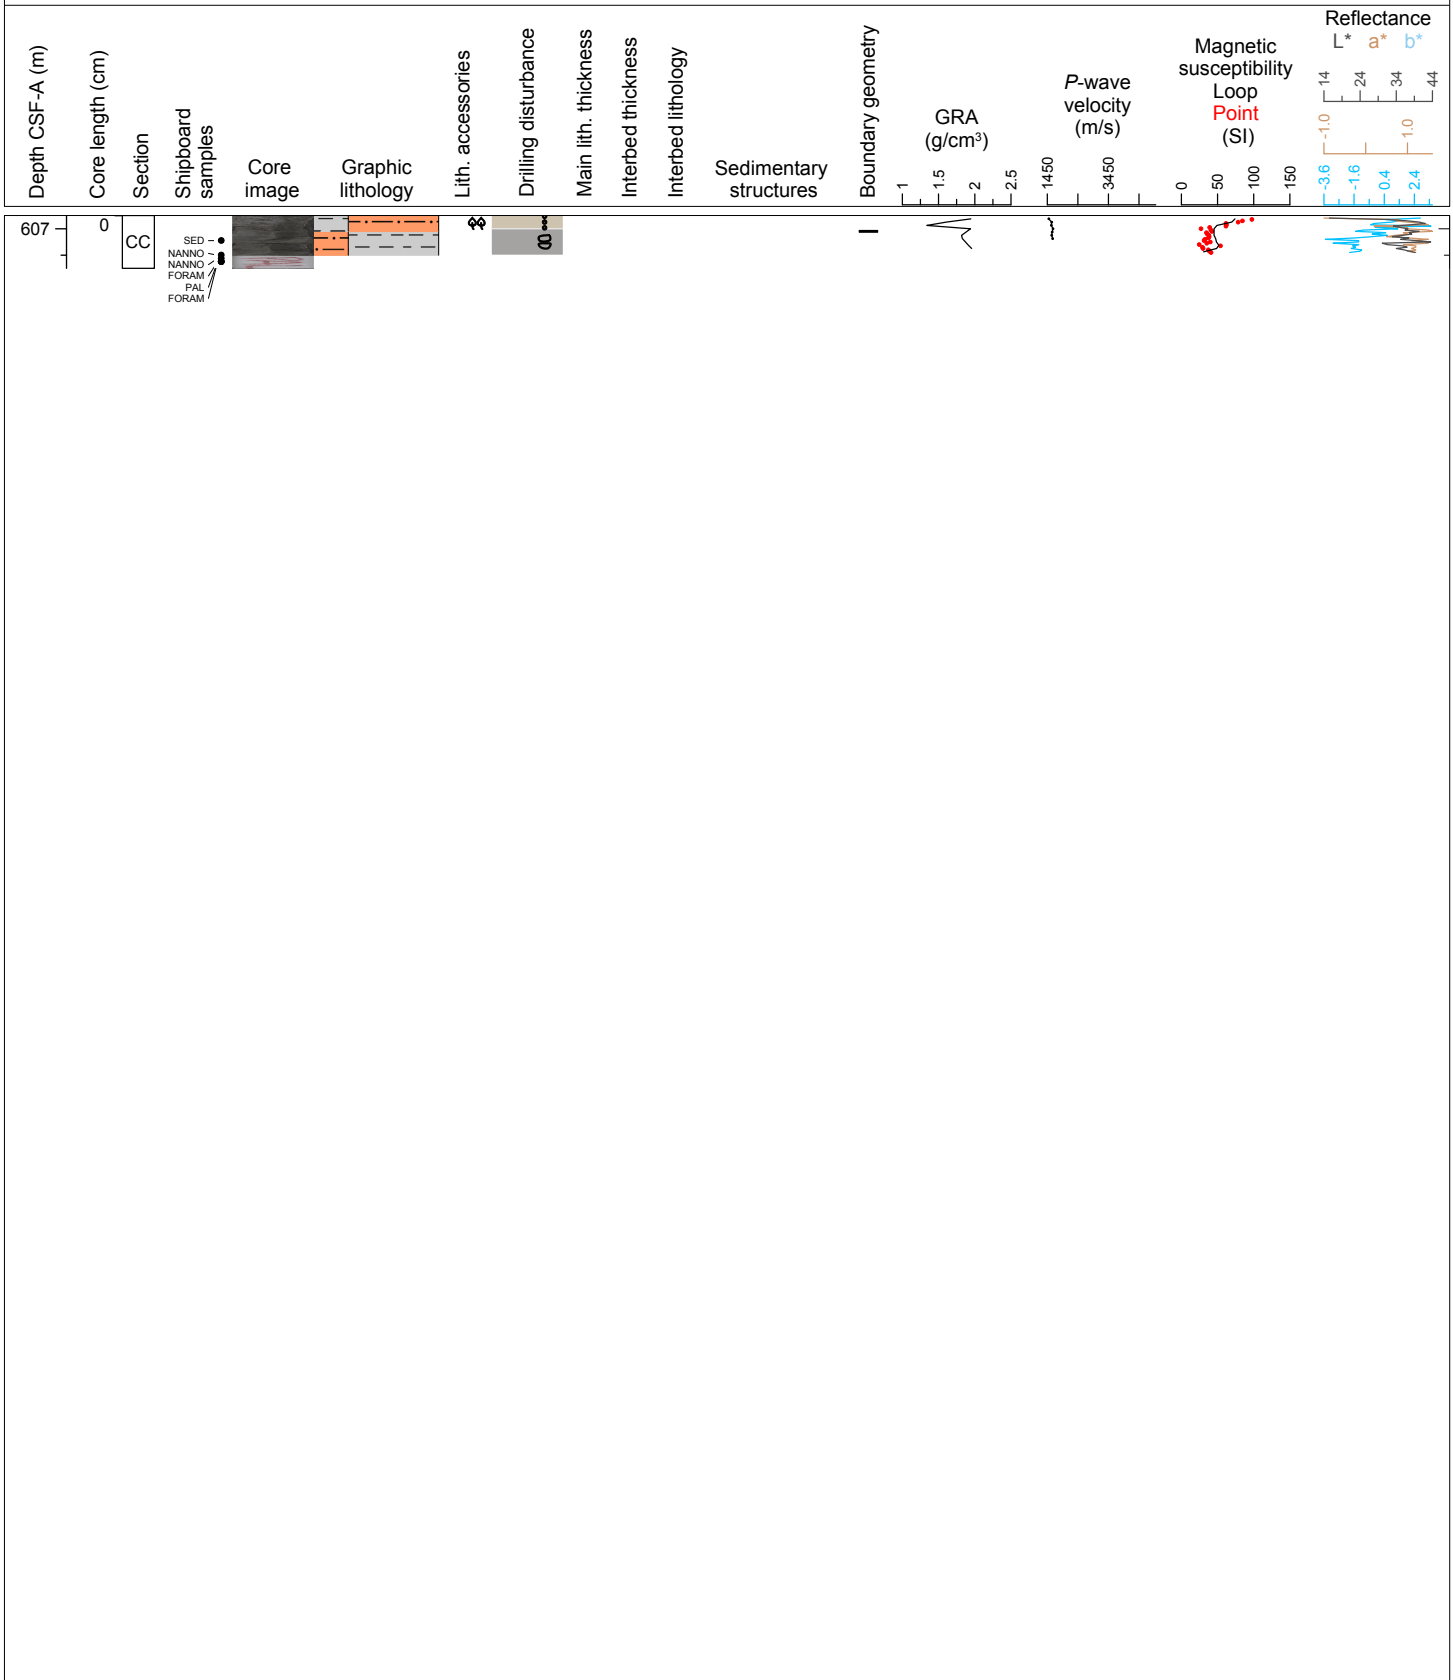 Depth CSF-A (m)
Core length (cm)
Section
Shipboard
samples
Core
image
Graphic
lithology
Lith. accessories
Drilling disturbance
Main lith. thickness
Interbed thickness
Interbed lithology
Sedimentary
structures
Boundary geometry
GRA
(g/cm³)
1 1.5 2 2.5
P-wave
velocity
(m/s)
1450 3450
Magnetic
susceptibility
Loop
Point
(SI)
0 50 100 150
Reflectance
L* a* b*
14 24 34 44
-1.0 1.0
-3.6 -1.6 0.4 2.4
607
0
CC
SED
NANNO
NANNO
FORAM
PAL
FORAM